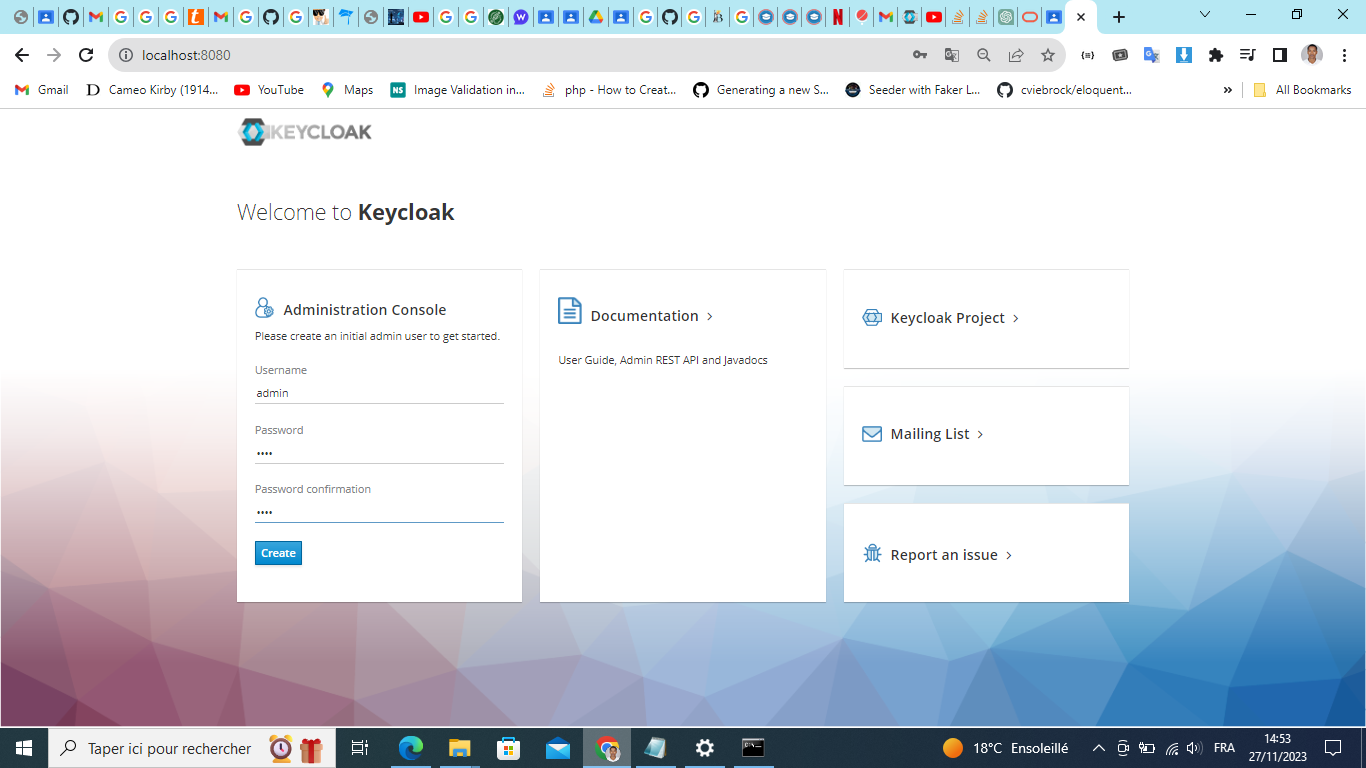 localhost:8080
Gmail
Cameo Kirby (1914...
YouTube
Maps
NS
Image Validation in...
php - How to Creat...
Generating a new S...
Seeder with Faker L...
cviebrock/eloquent...
»
All Bookmarks
KEYCLOAK
Welcome to Keycloak
Administration Console
Please create an initial admin user to get started.
Username
admin
Password
••••
Password confirmation
••••
Create
Documentation >
User Guide, Admin REST API and Javadocs
Keycloak Project >
Mailing List >
Report an issue >
Taper ici pour rechercher
18°C Ensoleillé
FRA
14:53
27/11/2023